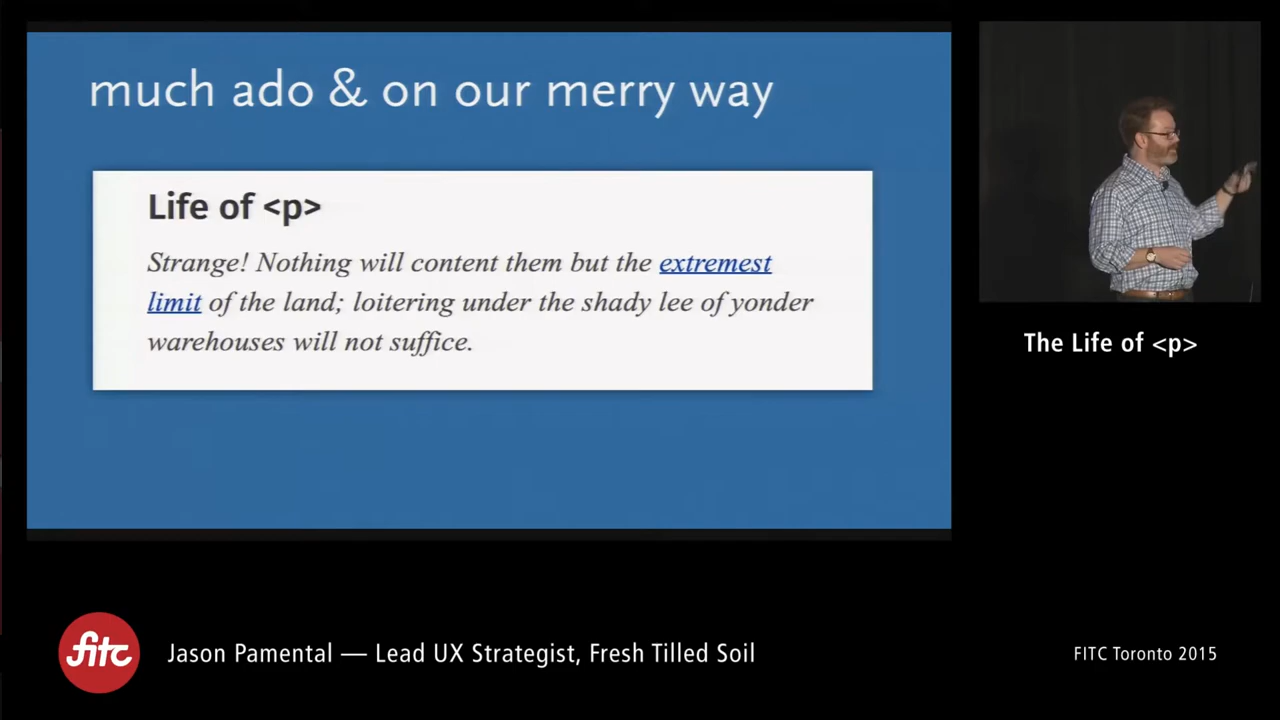 much ado & on our merry way
Life of <p>
Strange! Nothing will content them but the extremest
limit of the land; loitering under the shady lee of yonder
warehouses will not suffice.
The Life of <p>
fitc
Jason Pamental — Lead UX Strategist, Fresh Tilled Soil
FITC Toronto 2015